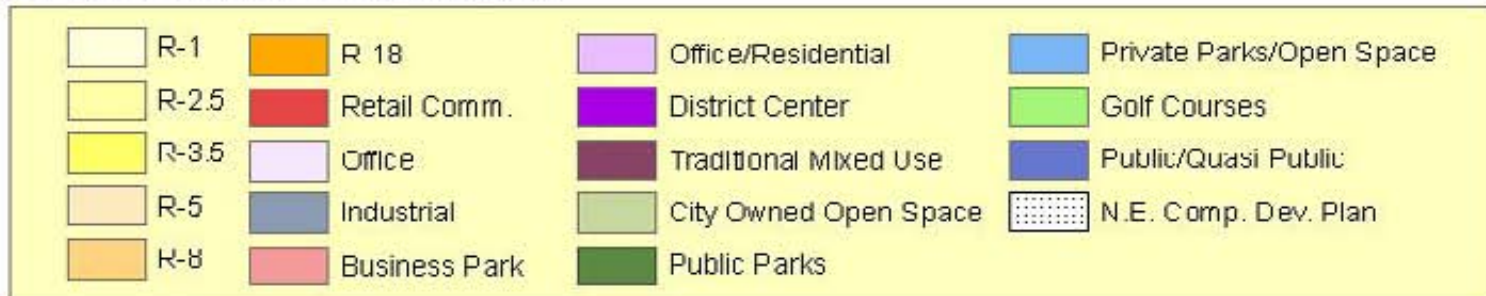 R-1
R-2.5
R-3.5
R-5
R-8
R 18
Retail Comm.
Office
Industrial
Business Park
Office/Residential
District Center
Traditional Mixed Use
City Owned Open Space
Public Parks
Private Parks/Open Space
Golf Courses
Public/Quasi Public
N.E. Comp. Dev. Plan